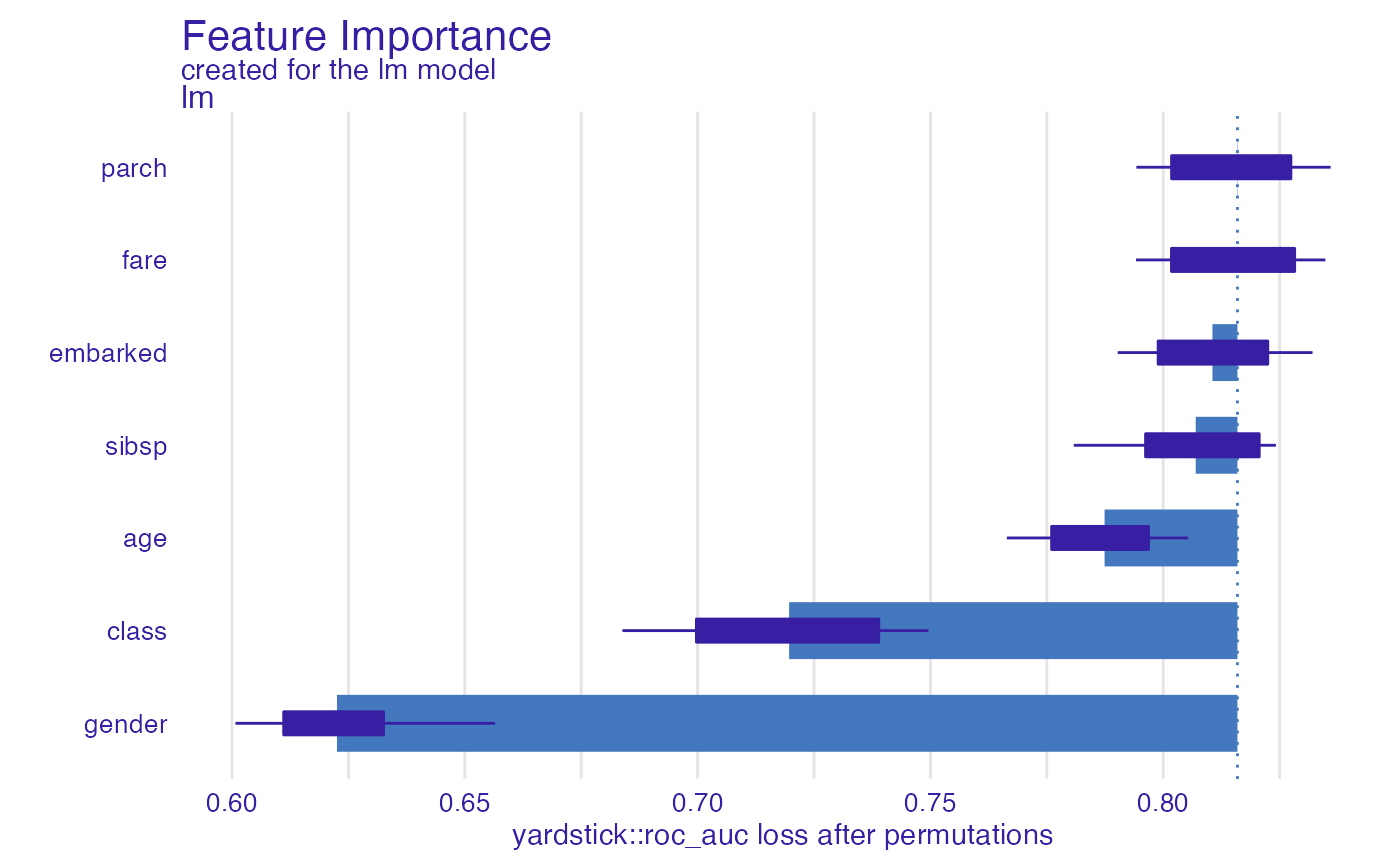 Feature Importance
created for the lm model
lm
parch
fare
embarked
sibsp
age
class
gender
0.60 0.65 0.70 0.75 0.80
yardstick::roc_auc loss after permutations